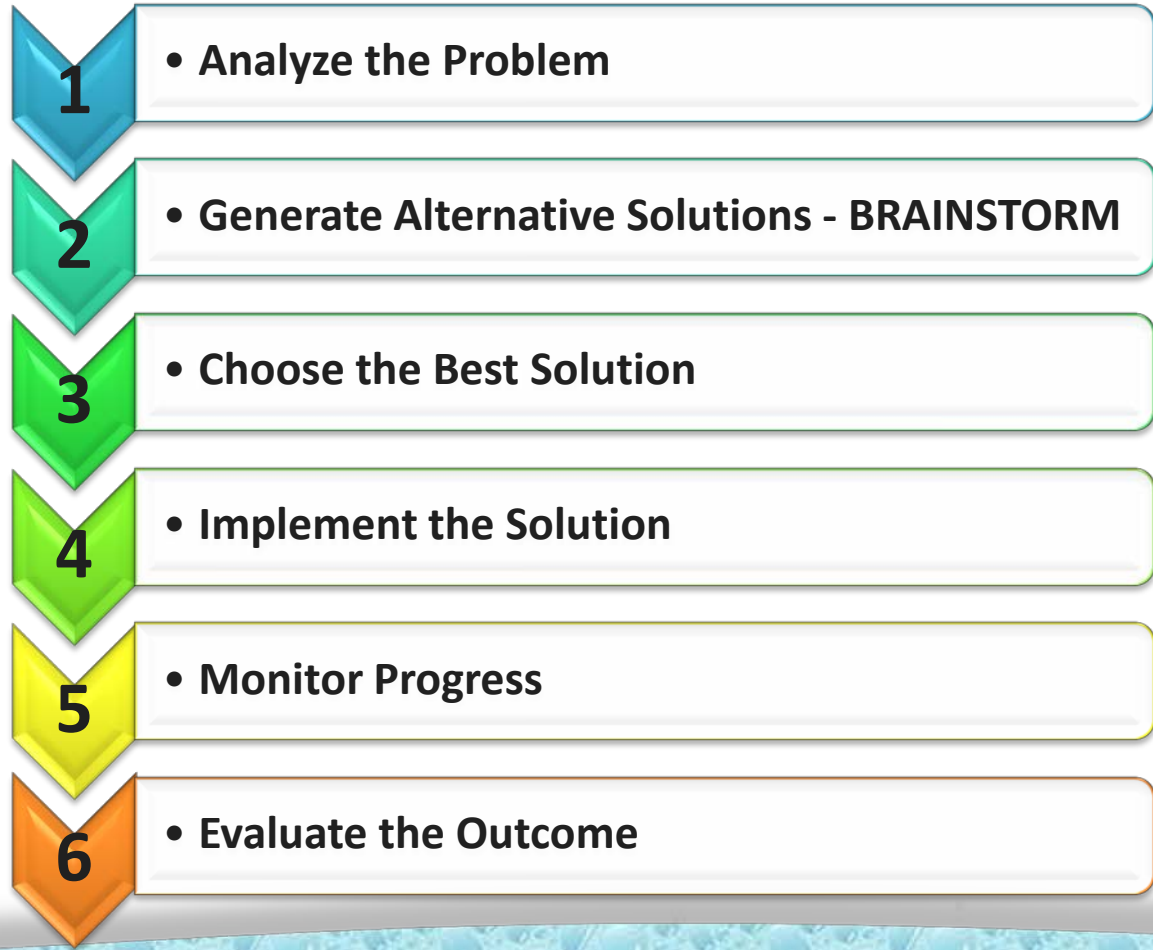 1 • Analyze the Problem
2 • Generate Alternative Solutions - BRAINSTORM
3 • Choose the Best Solution
4 • Implement the Solution
5 • Monitor Progress
6 • Evaluate the Outcome